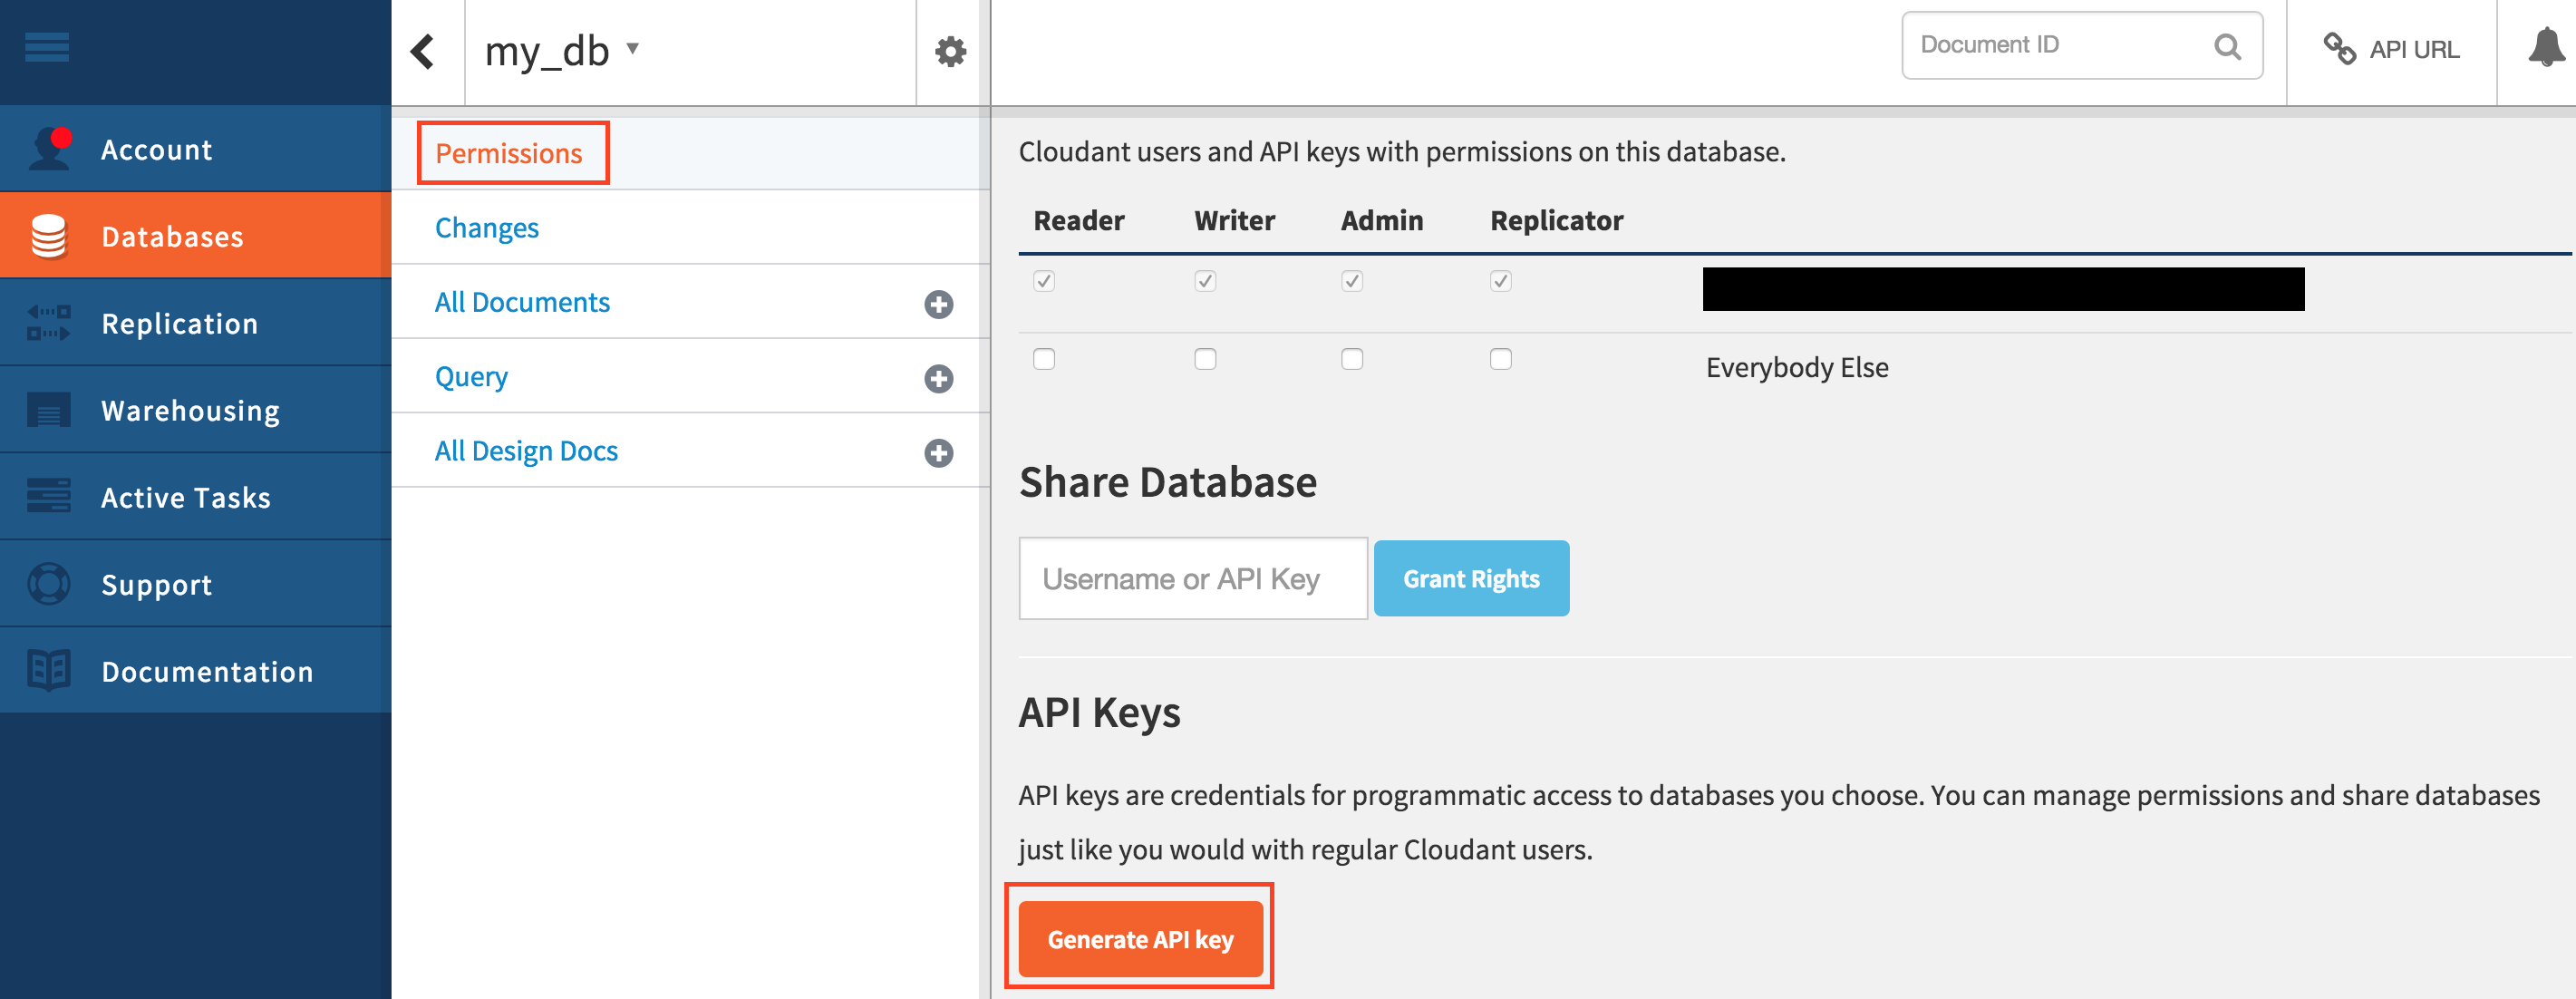 my_db
Document ID
API URL
Account
Databases
Replication
Warehousing
Active Tasks
Support
Documentation
Permissions
Changes
All Documents
Query
All Design Docs
Cloudant users and API keys with permissions on this database.
Reader Writer Admin Replicator
Everybody Else
Share Database
Username or API Key
Grant Rights
API Keys
API keys are credentials for programmatic access to databases you choose. You can manage permissions and share databases
just like you would with regular Cloudant users.
Generate API key